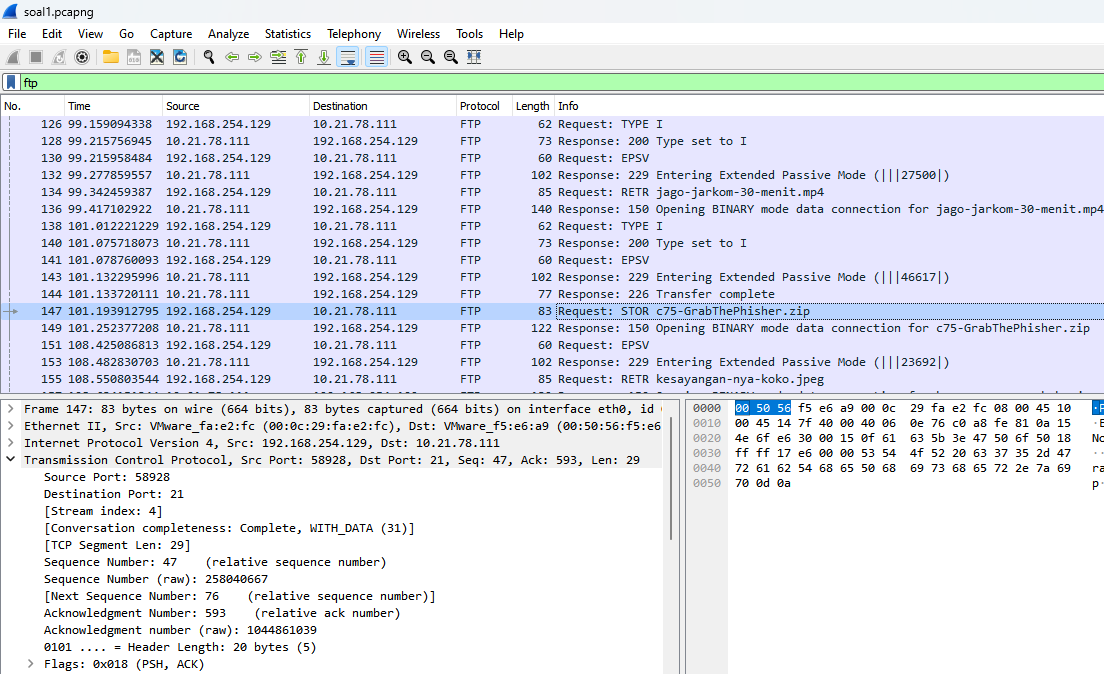 soal1.pcapng
File Edit View Go Capture Analyze Statistics Telephony Wireless Tools Help
ftp
No. Time Source Destination Protocol Length Info
126 99.159094338 192.168.254.129 10.21.78.111 FTP 62 Request: TYPE I
128 99.215756945 10.21.78.111 192.168.254.129 FTP 73 Response: 200 Type set to I
130 99.215958484 192.168.254.129 10.21.78.111 FTP 60 Request: EPSV
132 99.277859557 10.21.78.111 192.168.254.129 FTP 102 Response: 229 Entering Extended Passive Mode (|||27500|)
134 99.342459387 192.168.254.129 10.21.78.111 FTP 85 Request: RETR jago-jarkom-30-menit.mp4
136 99.417102922 10.21.78.111 192.168.254.129 FTP 140 Response: 150 Opening BINARY mode data connection for jago-jarkom-30-menit.mp4
138 101.012221229 192.168.254.129 10.21.78.111 FTP 62 Request: TYPE I
140 101.075718073 10.21.78.111 192.168.254.129 FTP 73 Response: 200 Type set to I
141 101.078760093 192.168.254.129 10.21.78.111 FTP 60 Request: EPSV
143 101.132295996 10.21.78.111 192.168.254.129 FTP 102 Response: 229 Entering Extended Passive Mode (|||46617|)
144 101.133720111 10.21.78.111 192.168.254.129 FTP 77 Response: 226 Transfer complete
147 101.193912795 192.168.254.129 10.21.78.111 FTP 83 Request: STOR c75-GrabThePhisher.zip
149 101.252377208 10.21.78.111 192.168.254.129 FTP 122 Response: 150 Opening BINARY mode data connection for c75-GrabThePhisher.zip
151 108.425086813 192.168.254.129 10.21.78.111 FTP 60 Request: EPSV
153 108.482830703 10.21.78.111 192.168.254.129 FTP 102 Response: 229 Entering Extended Passive Mode (|||23692|)
155 108.550803544 192.168.254.129 10.21.78.111 FTP 85 Request: RETR kesayangan-nya-koko.jpeg
Frame 147: 83 bytes on wire (664 bits), 83 bytes captured (664 bits) on interface eth0, id
Ethernet II, Src: VMware_fa:e2:fc (00:0c:29:fa:e2:fc), Dst: VMware_f5:e6:a9 (00:50:56:f5:e6
Internet Protocol Version 4, Src: 192.168.254.129, Dst: 10.21.78.111
Transmission Control Protocol, Src Port: 58928, Dst Port: 21, Seq: 47, Ack: 593, Len: 29
Source Port: 58928
Destination Port: 21
[Stream index: 4]
[Conversation completeness: Complete, WITH_DATA (31)]
[TCP Segment Len: 29]
Sequence Number: 47 (relative sequence number)
Sequence Number (raw): 258040667
[Next Sequence Number: 76 (relative sequence number)]
Acknowledgment Number: 593 (relative ack number)
Acknowledgment number (raw): 1044861039
0101 .... = Header Length: 20 bytes (5)
Flags: 0x018 (PSH, ACK)
0000 00 50 56 f5 e6 a9 00 0c 29 fa e2 fc 08 00 45 10 ·P
0010 00 45 14 7f 40 00 40 06 0e 76 c0 a8 fe 81 0a 15 ·E
0020 4e 6f e6 30 00 15 0f 61 63 5b 3e 47 50 6f 50 18 No
0030 ff ff 17 e6 00 00 53 54 4f 52 20 63 37 35 2d 47 ··
0040 72 61 62 54 68 65 50 68 69 73 68 65 72 2e 7a 69 ra
0050 70 0d 0a p·